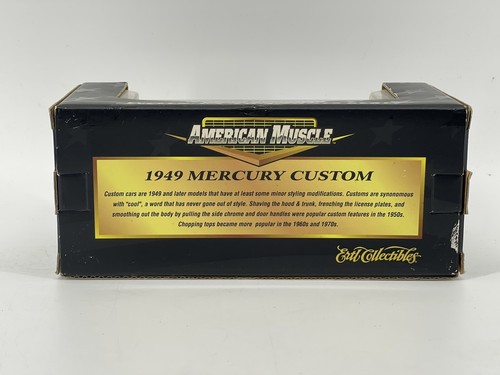 AMERICAN MUSCLE
1949 MERCURY CUSTOM
Custom cars are 1949 and later models that have at least some minor styling modifications. Customs are synonomous
with "cool", a word that has never gone out of style. Shaving the hood & trunk, frenching the license plates, and
smoothing out the body by pulling the side chrome and door handles were popular custom features in the 1950s.
Chopping tops became more popular in the 1960s and 1970s.
Ertl Collectibles